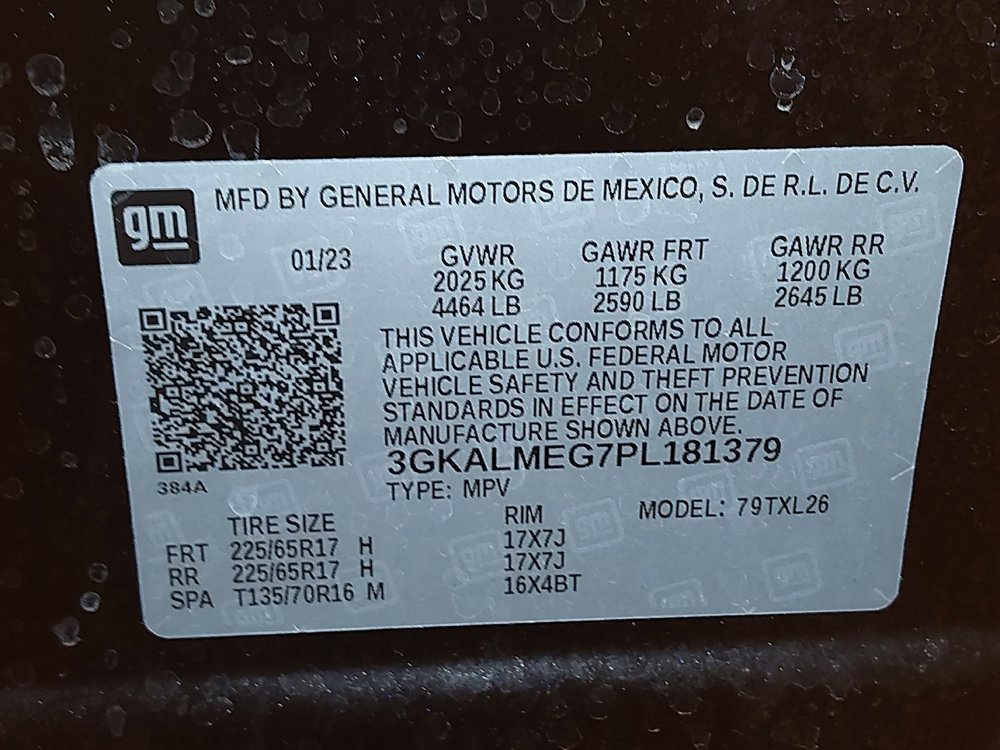 gm
MFD BY GENERAL MOTORS DE MEXICO, S. DE R.L. DE C.V.
01/23 GVWR GAWR FRT GAWR RR
2025 KG 1175 KG 1200 KG
4464 LB 2590 LB 2645 LB
THIS VEHICLE CONFORMS TO ALL
APPLICABLE U.S. FEDERAL MOTOR
VEHICLE SAFETY AND THEFT PREVENTION
STANDARDS IN EFFECT ON THE DATE OF
MANUFACTURE SHOWN ABOVE.
3GKALMEG7PL181379
384A
TYPE: MPV MODEL: 79TXL26
TIRE SIZE RIM
FRT 225/65R17 H 17X7J
RR 225/65R17 H 17X7J
SPA T135/70R16 M 16X4BT